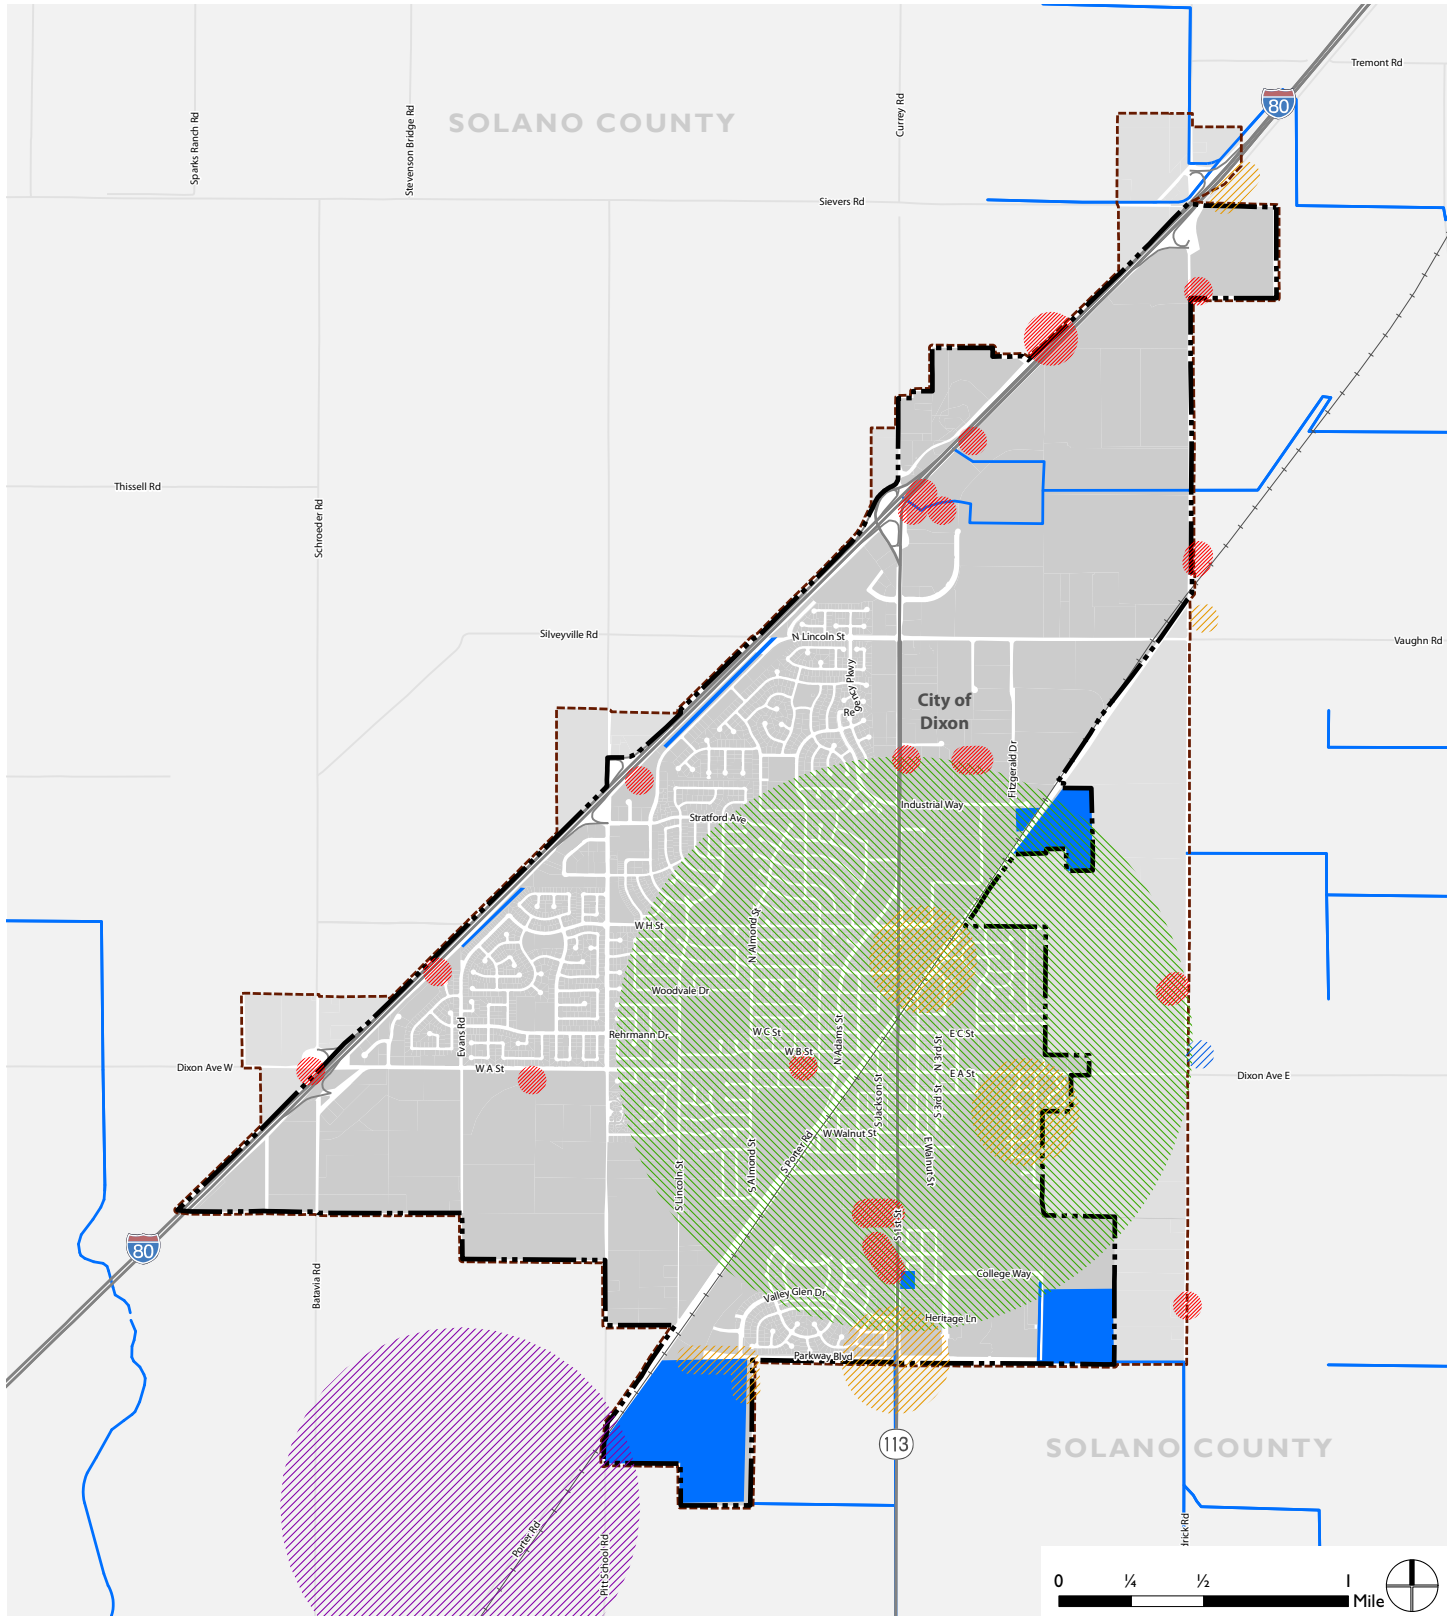 Tremont Rd
80
Sparks Ranch Rd
Stevenson Bridge Rd
SOLANO COUNTY
Currey Rd
Sievers Rd
Thissell Rd
Schroeder Rd
Silveyville Rd
N Lincoln St
Vaughn Rd
Regency Pkwy
City of
Dixon
Fitzgerald Dr
Industrial Way
Stratford Ave
W H St
N Almond St
Woodvale Dr
Evans Rd
Rehrmann Dr
W C St
N Adams St
N 3rd St
E C St
W B St
Dixon Ave W
W A St
E A St
Dixon Ave E
S Jackson St
S 3rd St
W Walnut St
S Porter Rd
E Walnut St
S Almond St
S Lincoln St
S 1st St
80
Batavia Rd
College Way
Valley Glen Dr
Heritage Ln
Parkway Blvd
113
SOLANO COUNTY
Porter Rd
Pitt School Rd
drick Rd
0 ¼ ½ 1
Mile